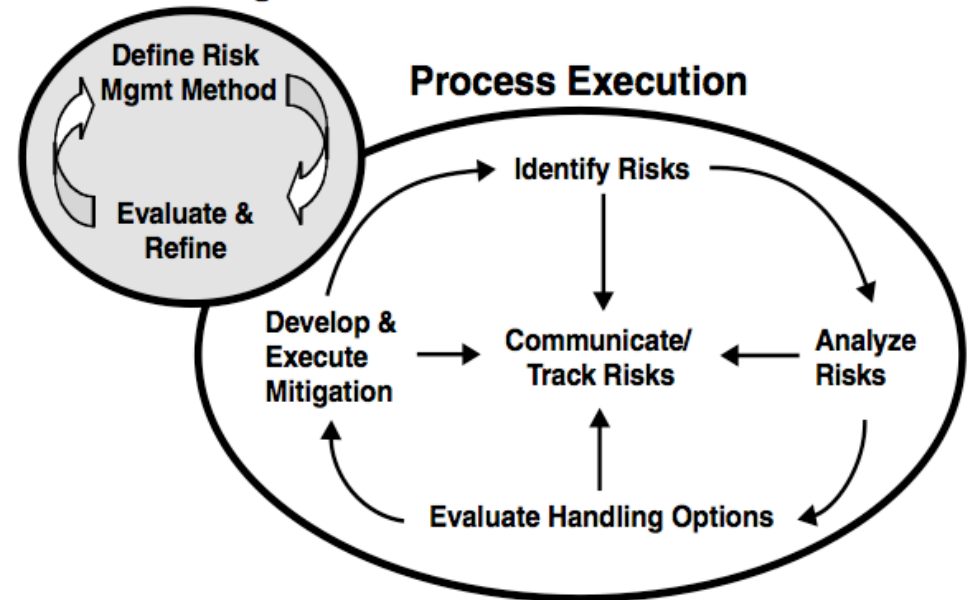 Define Risk
Mgmt Method
Evaluate &
Refine
Process Execution
Identify Risks
Develop &
Execute
Mitigation
Communicate/
Track Risks
Analyze
Risks
Evaluate Handling Options